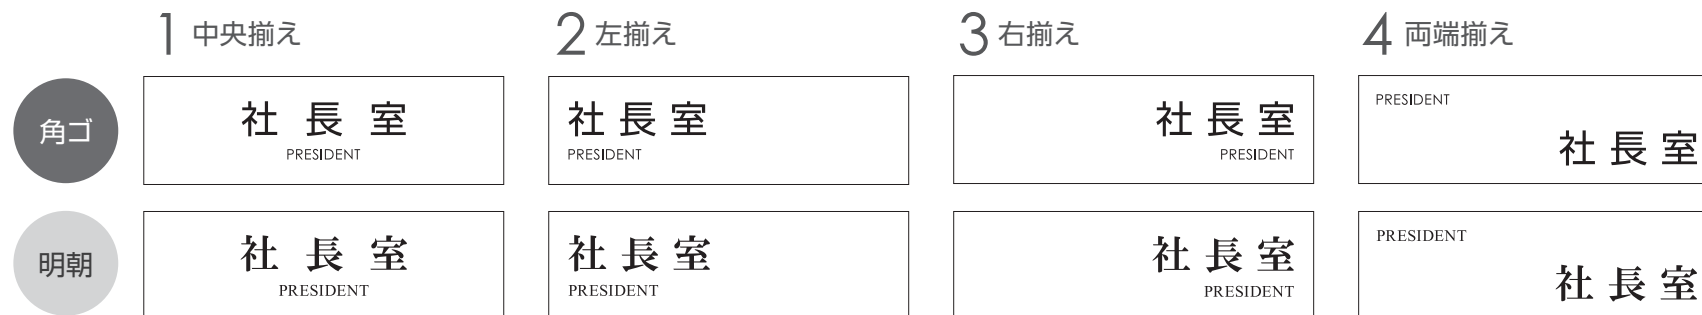 1 中央揃え 2 左揃え 3 右揃え 4 両端揃え
角ゴ
社長室
PRESIDENT
社長室
PRESIDENT
社長室
PRESIDENT
PRESIDENT
社長室
明朝
社長室
PRESIDENT
社長室
PRESIDENT
社長室
PRESIDENT
PRESIDENT
社長室